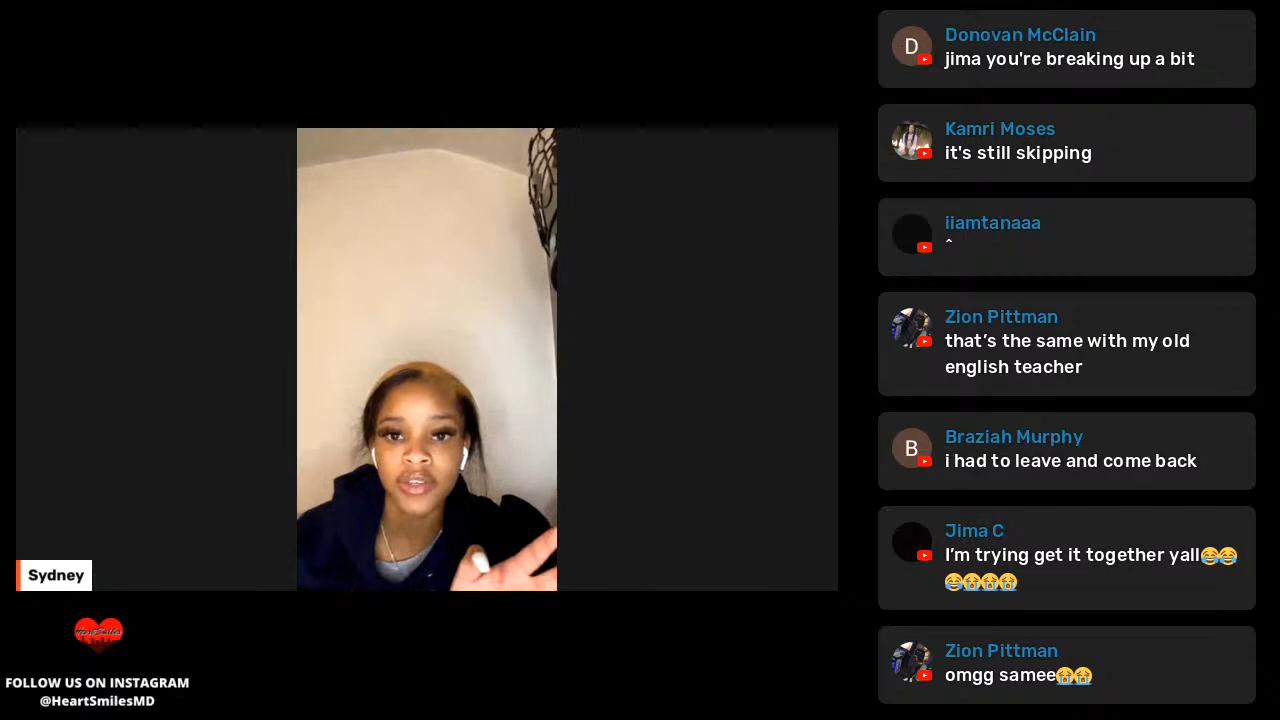 Donovan McClain
jima you're breaking up a bit
Kamri Moses
it's still skipping
iiamtanaaa
^
Zion Pittman
that’s the same with my old
english teacher
Braziah Murphy
i had to leave and come back
Jima C
I’m trying get it together yall😂😂
😂😭😭😭
Zion Pittman
omgg samee😭😭
D
B
Sydney
HeartSmiles
FOLLOW US ON INSTAGRAM
@HeartSmilesMD